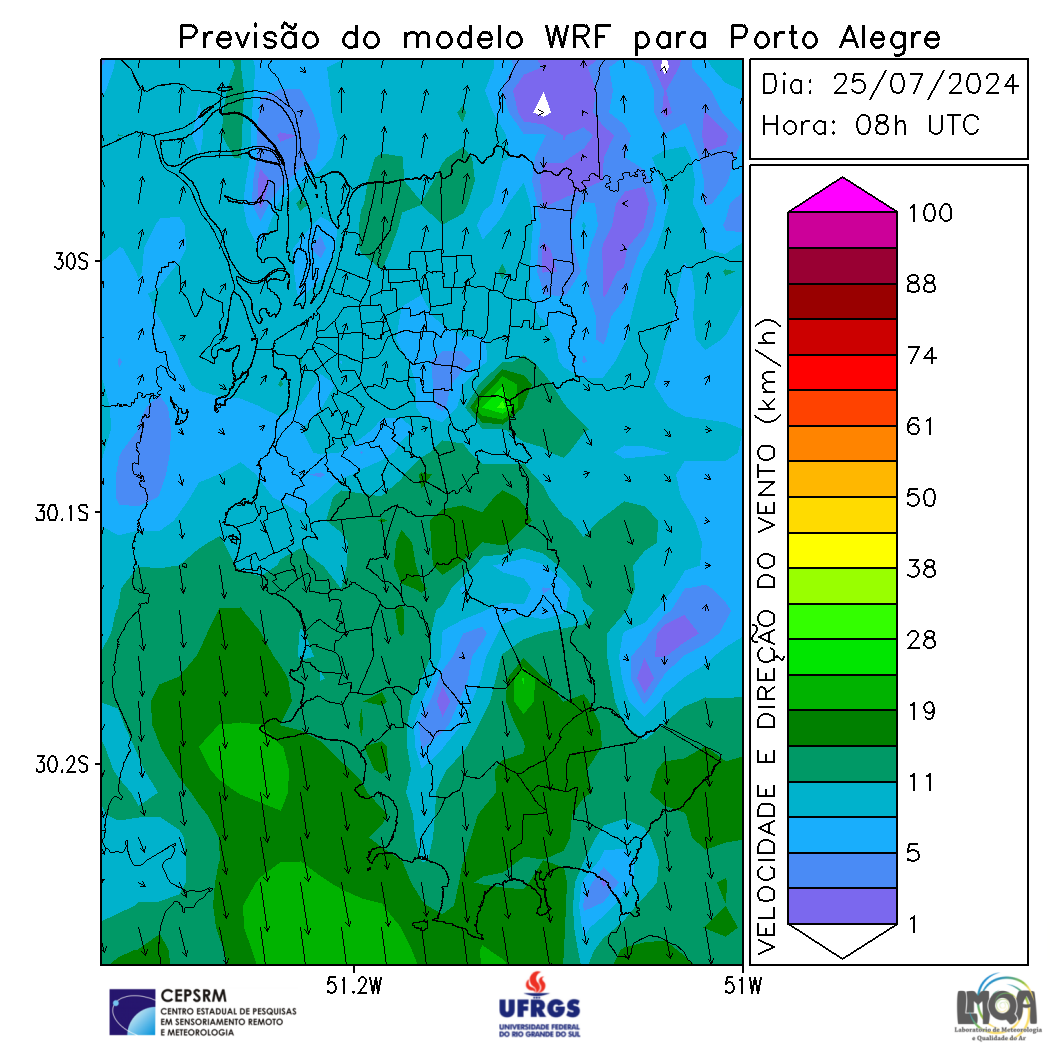 Previsão do modelo WRF para Porto Alegre
Dia: 25/07/2024
Hora: 08h UTC
30S
30.1S
30.2S
51.2W
51W
VELOCIDADE E DIREÇÃO DO VENTO (km/h)
100
88
74
61
50
38
28
19
11
5
1
CEPSRM
CENTRO ESTADUAL DE PESQUISAS
EM SENSORIAMENTO REMOTO
E METEOROLOGIA
UFRGS
UNIVERSIDADE FEDERAL
DO RIO GRANDE DO SUL
LMQA
Laboratório de Meteorologia
e Qualidade do Ar